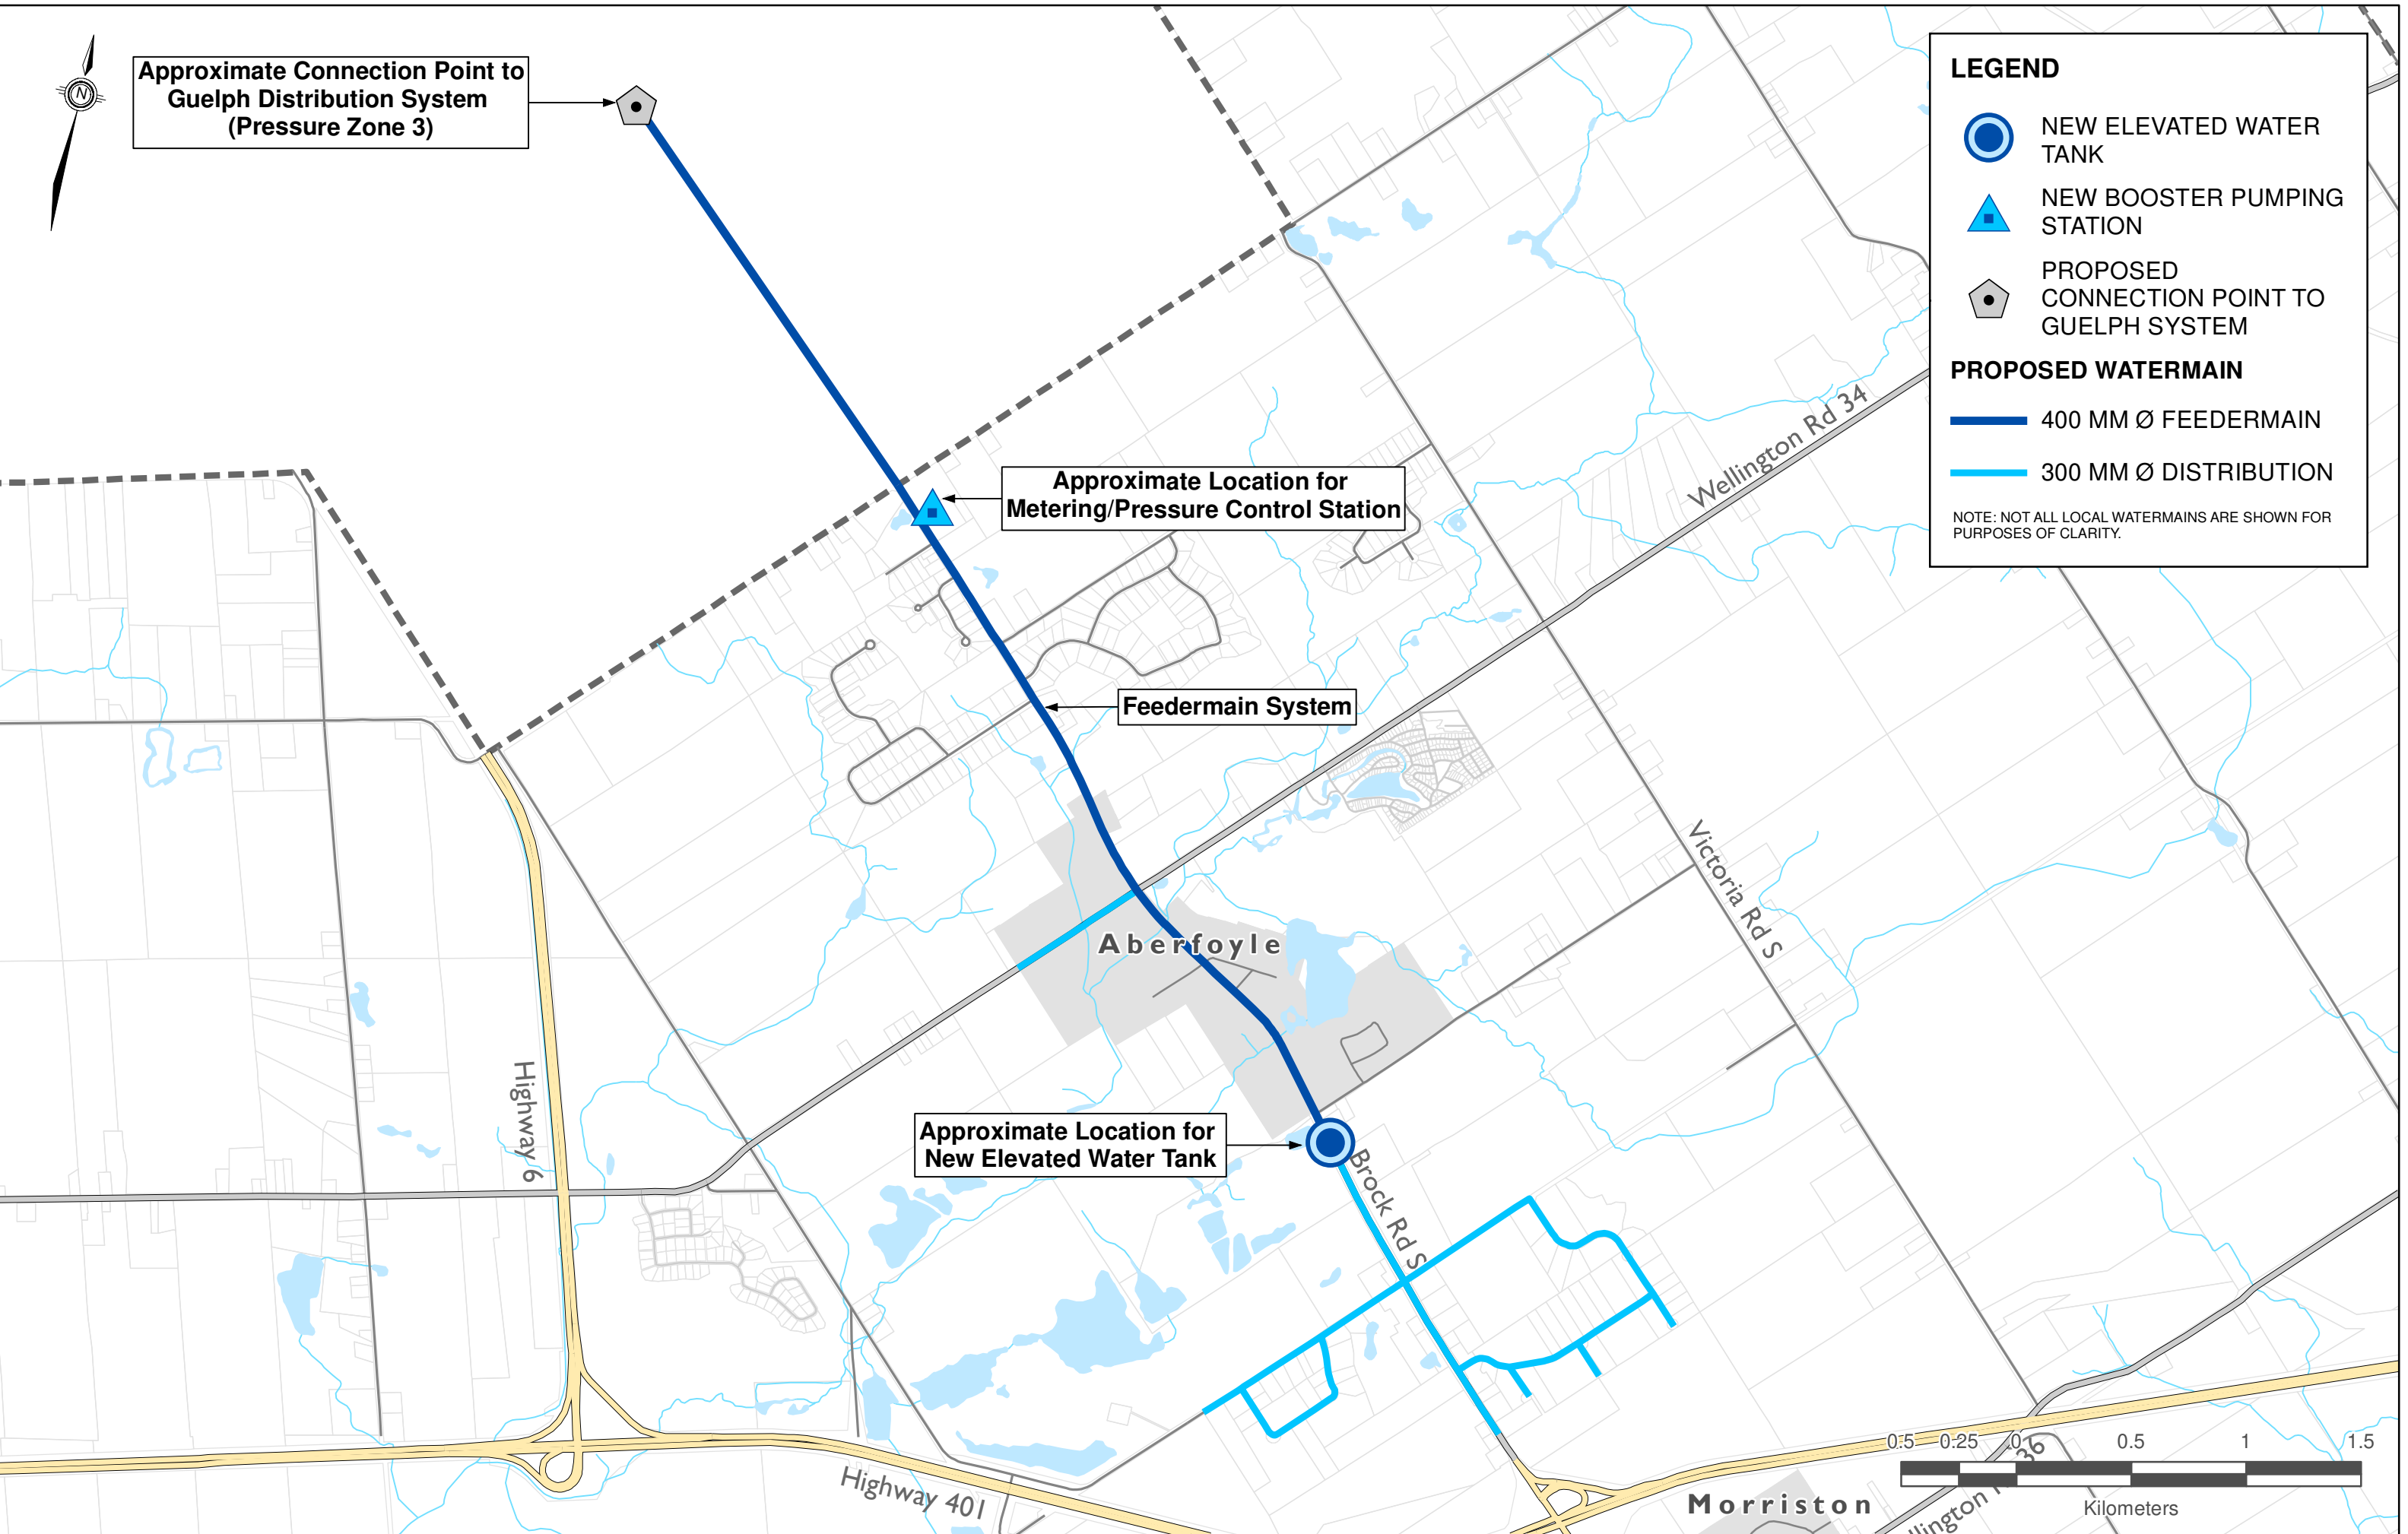 N
Approximate Connection Point to
Guelph Distribution System
(Pressure Zone 3)
LEGEND
NEW ELEVATED WATER
TANK
NEW BOOSTER PUMPING
STATION
PROPOSED
CONNECTION POINT TO
GUELPH SYSTEM
PROPOSED WATERMAIN
400 MM Ø FEEDERMAIN
300 MM Ø DISTRIBUTION
NOTE: NOT ALL LOCAL WATERMAINS ARE SHOWN FOR
PURPOSES OF CLARITY.
Wellington Rd 34
Approximate Location for
Metering/Pressure Control Station
Feedermain System
Victoria Rd S
Aberfoyle
Highway 6
Approximate Location for
New Elevated Water Tank
Brock Rd S
Highway 401
Morriston
36
0.5 0.25 0 0.5 1 1.5
Kilometers